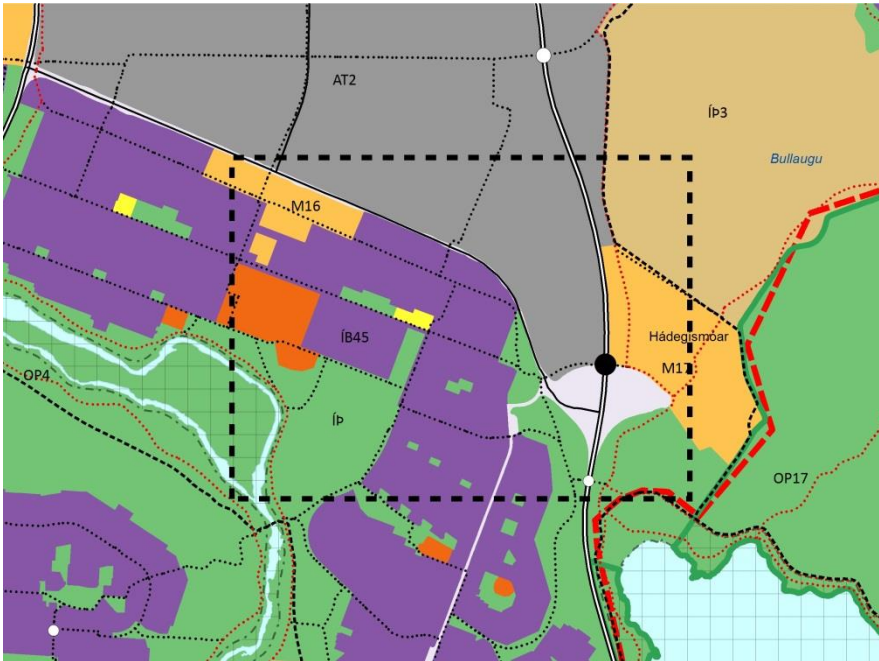 AT2
ÍÞ3
Bullaugu
M16
ÍB45
Hádegismóar
M17
OP4
ÍÞ
OP17